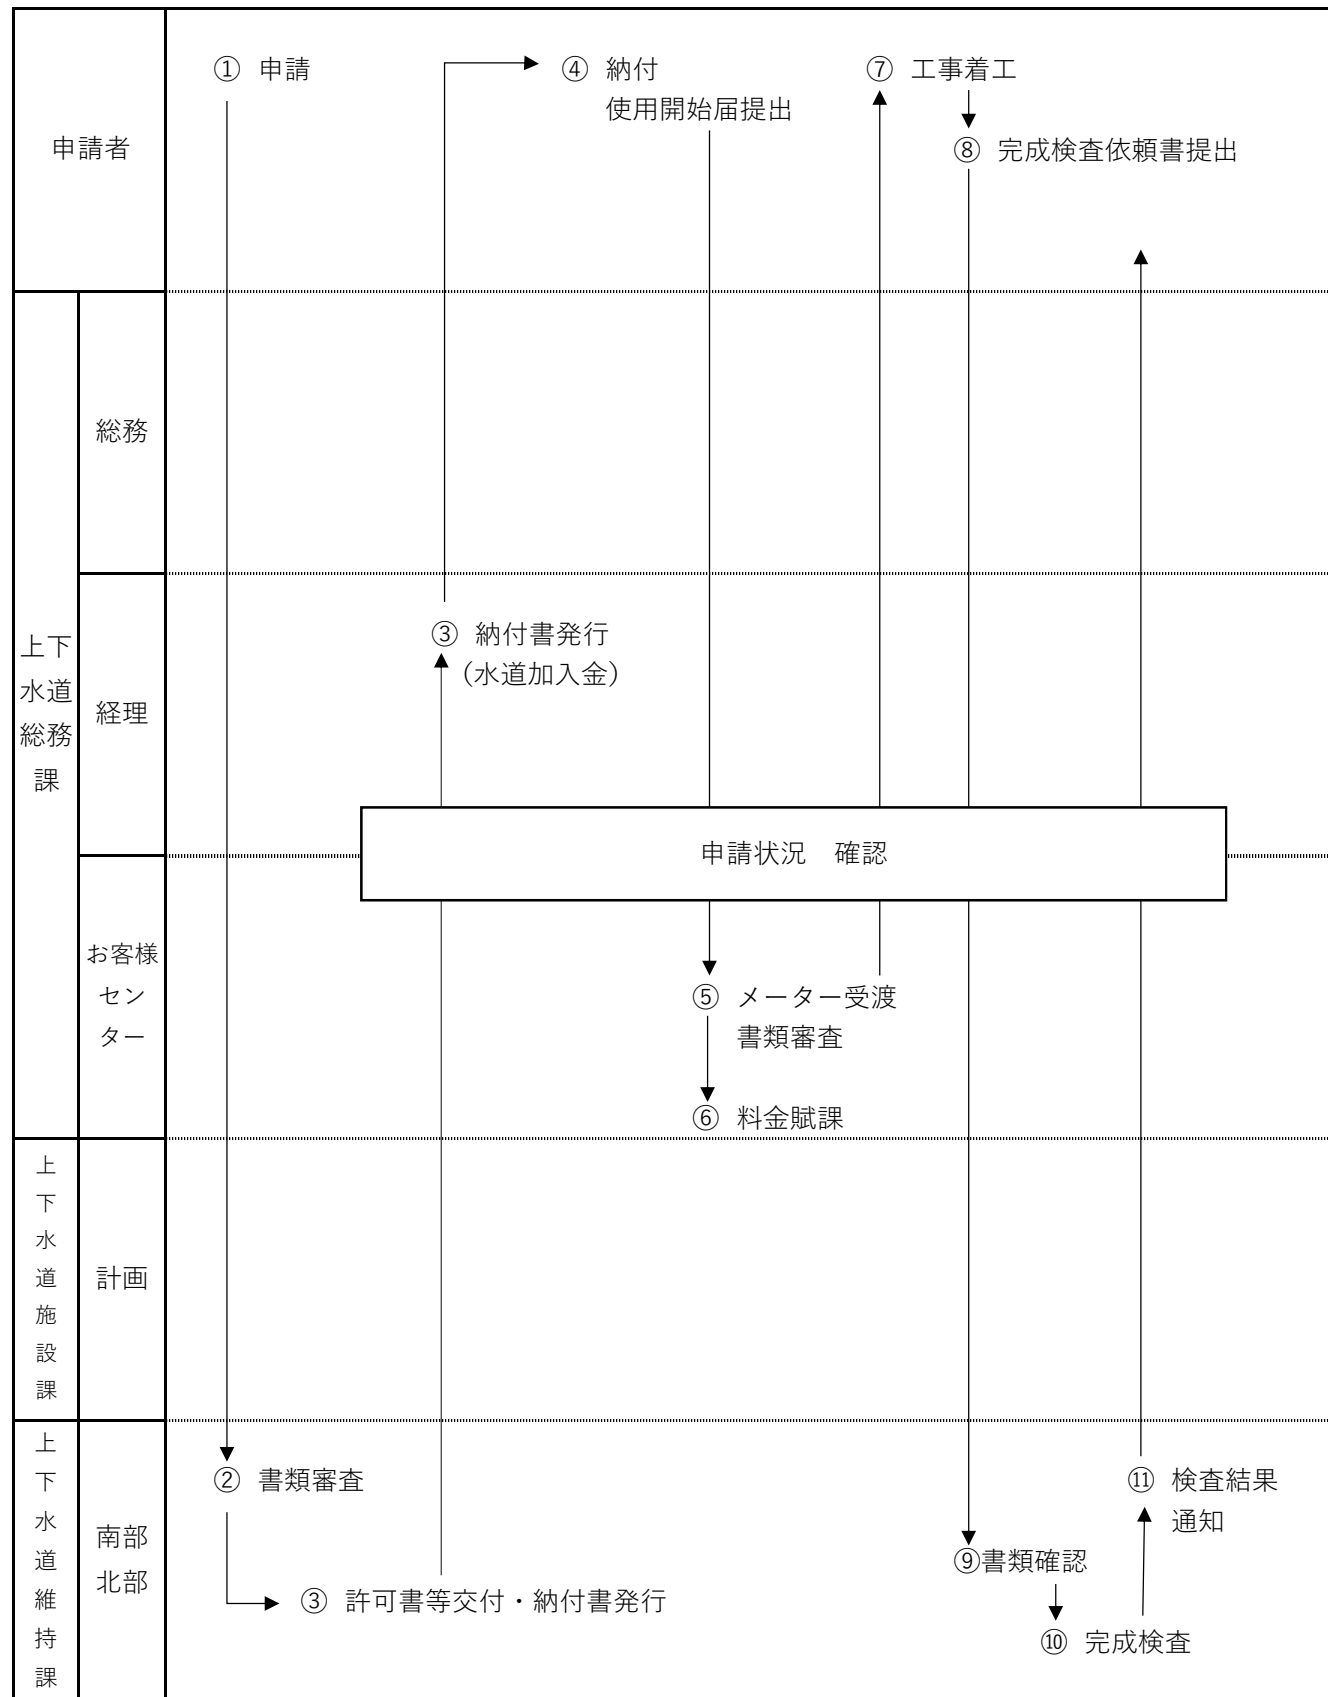 申請者
① 申請
④ 納付
使用開始届提出
⑦ 工事着工
⑧ 完成検査依頼書提出
上下
水道
総務
課
総務
経理
③ 納付書発行
（水道加入金）
申請状況　確認
お客様
セン
ター
⑤ メーター受渡
書類審査
⑥ 料金賦課
上
下
水
道
施
設
課
計画
上
下
水
道
維
持
課
南部
北部
② 書類審査
③ 許可書等交付・納付書発行
⑨書類確認
⑩ 完成検査
⑪ 検査結果
通知